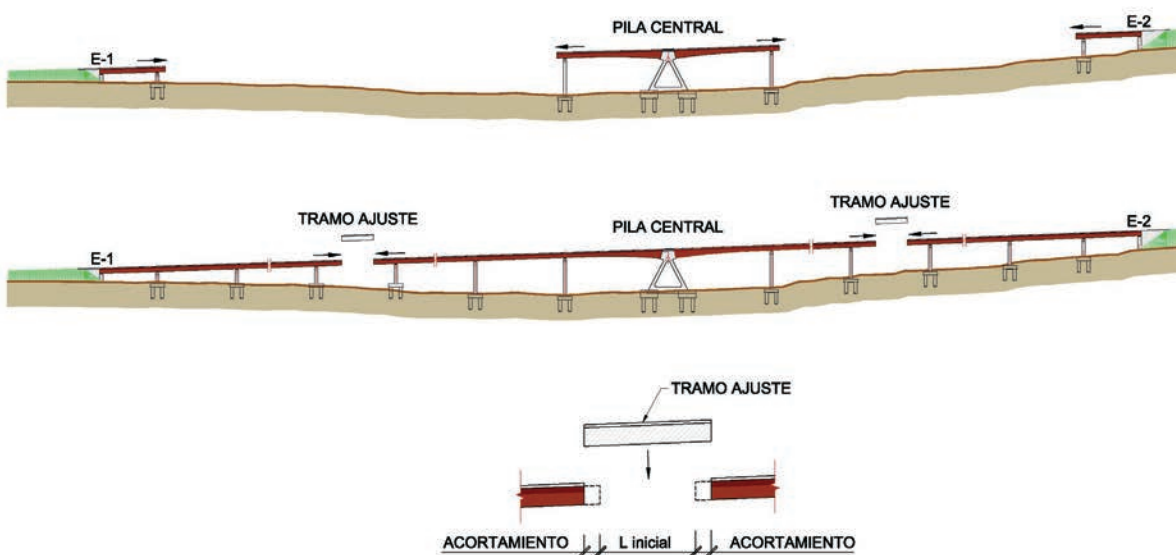 E-1
PILA CENTRAL
E-2
TRAMO AJUSTE
TRAMO AJUSTE
E-1
PILA CENTRAL
E-2
TRAMO AJUSTE
ACORTAMIENTO
L inicial
ACORTAMIENTO